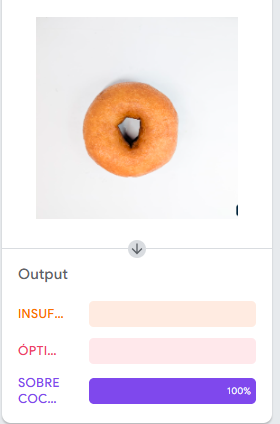 Output
INSUF...
ÓPTI...
SOBRE
COC...
100%